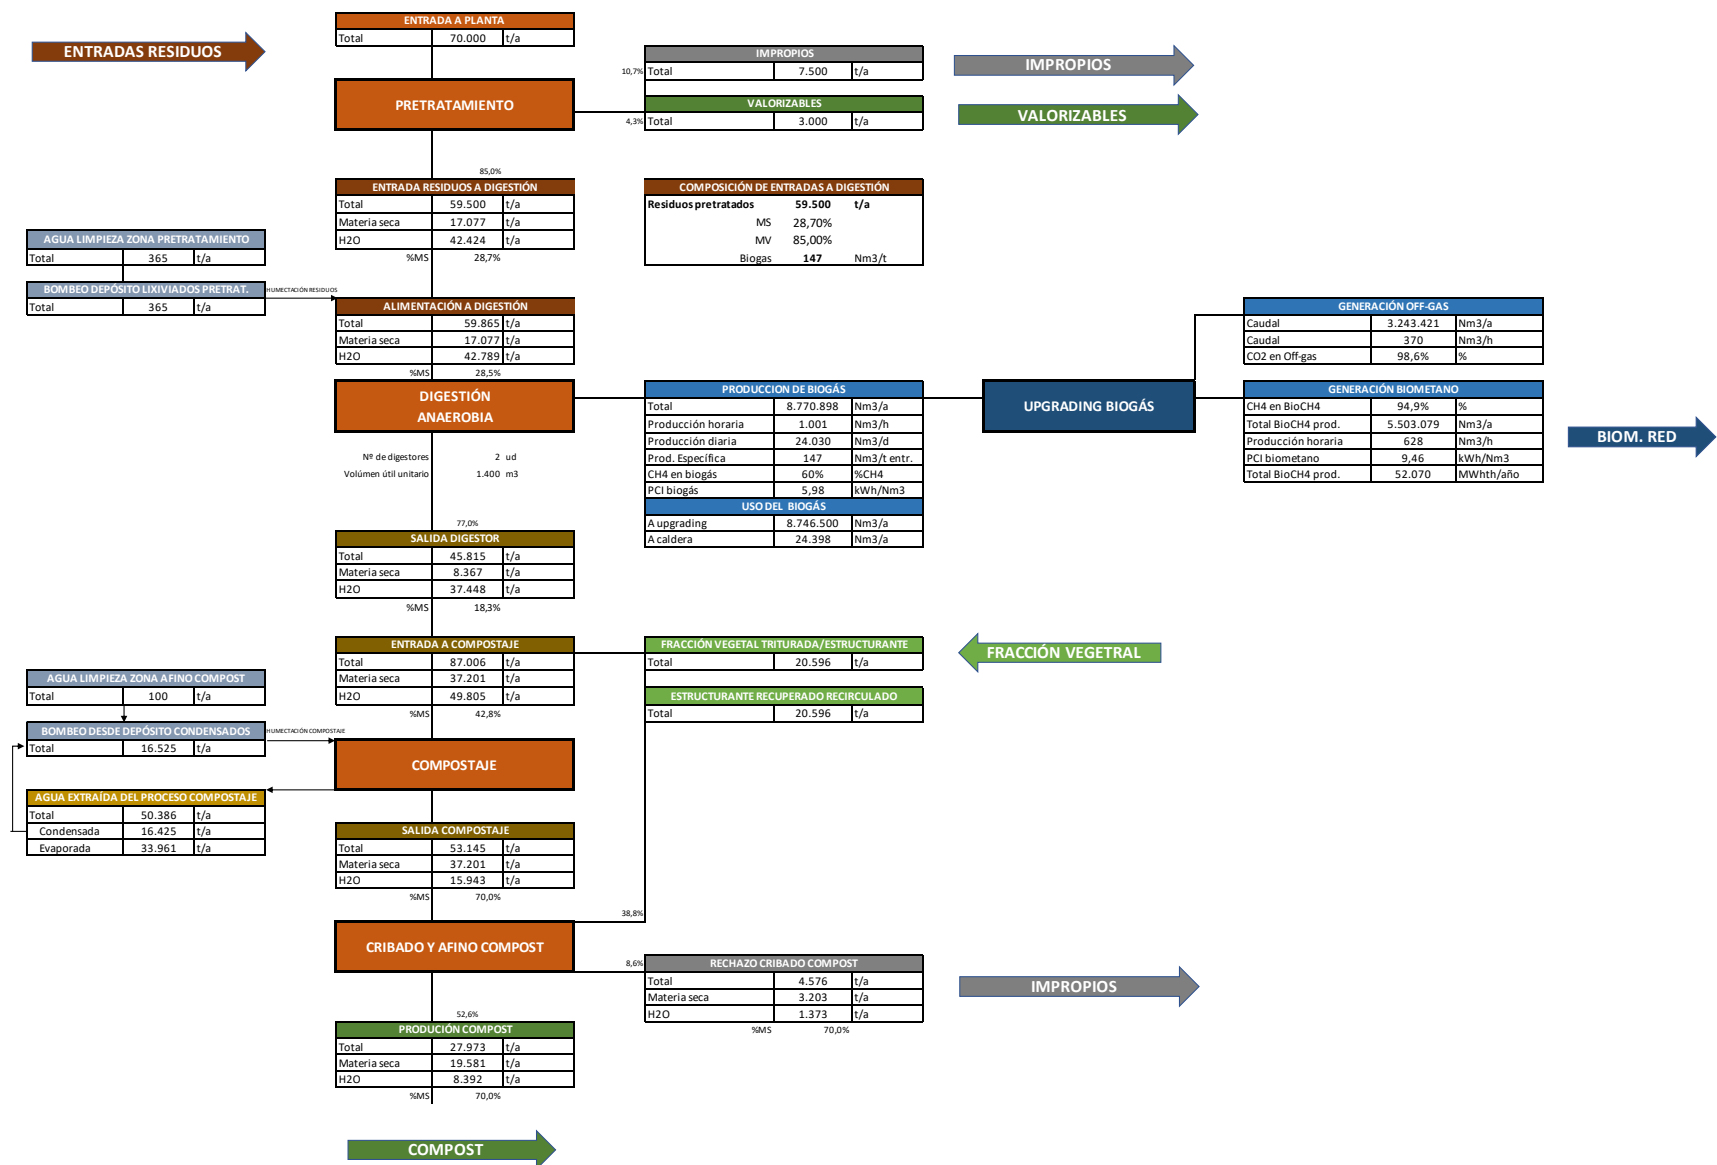 ENTRADA A PLANTA
Total 70.000 t/a
ENTRADAS RESIDUOS
IMPROPIOS
10,7% Total 7.500 t/a
IMPROPIOS
PRETRATAMIENTO
VALORIZABLES
4,3% Total 3.000 t/a
VALORIZABLES
85,0%
ENTRADA RESIDUOS A DIGESTIÓN
Total 59.500 t/a
Materia seca 17.077 t/a
H2O 42.424 t/a
%MS 28,7%
COMPOSICIÓN DE ENTRADAS A DIGESTIÓN
Residuos pretratados 59.500 t/a
MS 28,70%
MV 85,00%
Biogas 147 Nm3/t
AGUA LIMPIEZA ZONA PRETRATAMIENTO
Total 365 t/a
BOMBEO DEPÓSITO LIXIVIADOS PRETRAT.
Total 365 t/a
HUMECTACIÓN RESIDUOS
ALIMENTACIÓN A DIGESTIÓN
Total 59.865 t/a
Materia seca 17.077 t/a
H2O 42.789 t/a
%MS 28,5%
DIGESTIÓN
ANAEROBIA
Nº de digestores 2 ud
Volúmen útil unitario 1.400 m3
PRODUCCION DE BIOGÁS
Total 8.770.898 Nm3/a
Producción horaria 1.001 Nm3/h
Producción diaria 24.030 Nm3/d
Prod. Específica 147 Nm3/t entr.
CH4 en biogás 60% %CH4
PCI biogás 5,98 kWh/Nm3
USO DEL BIOGÁS
A upgrading 8.746.500 Nm3/a
A caldera 24.398 Nm3/a
UPGRADING BIOGÁS
GENERACIÓN OFF-GAS
Caudal 3.243.421 Nm3/a
Caudal 370 Nm3/h
CO2 en Off-gas 98,6% %
GENERACIÓN BIOMETANO
CH4 en BioCH4 94,9% %
Total BioCH4 prod. 5.503.079 Nm3/a
Producción horaria 628 Nm3/h
PCI biometano 9,46 kWh/Nm3
Total BioCH4 prod. 52.070 MWhth/año
BIOM. RED
77,0%
SALIDA DIGESTOR
Total 45.815 t/a
Materia seca 8.367 t/a
H2O 37.448 t/a
%MS 18,3%
ENTRADA A COMPOSTAJE
Total 87.006 t/a
Materia seca 37.201 t/a
H2O 49.805 t/a
%MS 42,8%
FRACCIÓN VEGETAL TRITURADA/ESTRUCTURANTE
Total 20.596 t/a
FRACCIÓN VEGETRAL
ESTRUCTURANTE RECUPERADO RECIRCULADO
Total 20.596 t/a
AGUA LIMPIEZA ZONA AFINO COMPOST
Total 100 t/a
BOMBEO DESDE DEPÓSITO CONDENSADOS
Total 16.525 t/a
HUMECTACIÓN COMPOSTAJE
COMPOSTAJE
AGUA EXTRAÍDA DEL PROCESO COMPOSTAJE
Total 50.386 t/a
Condensada 16.425 t/a
Evaporada 33.961 t/a
SALIDA COMPOSTAJE
Total 53.145 t/a
Materia seca 37.201 t/a
H2O 15.943 t/a
%MS 70,0%
38,8%
CRIBADO Y AFINO COMPOST
8,6%
RECHAZO CRIBADO COMPOST
Total 4.576 t/a
Materia seca 3.203 t/a
H2O 1.373 t/a
%MS 70,0%
IMPROPIOS
52,6%
PRODUCIÓN COMPOST
Total 27.973 t/a
Materia seca 19.581 t/a
H2O 8.392 t/a
%MS 70,0%
COMPOST